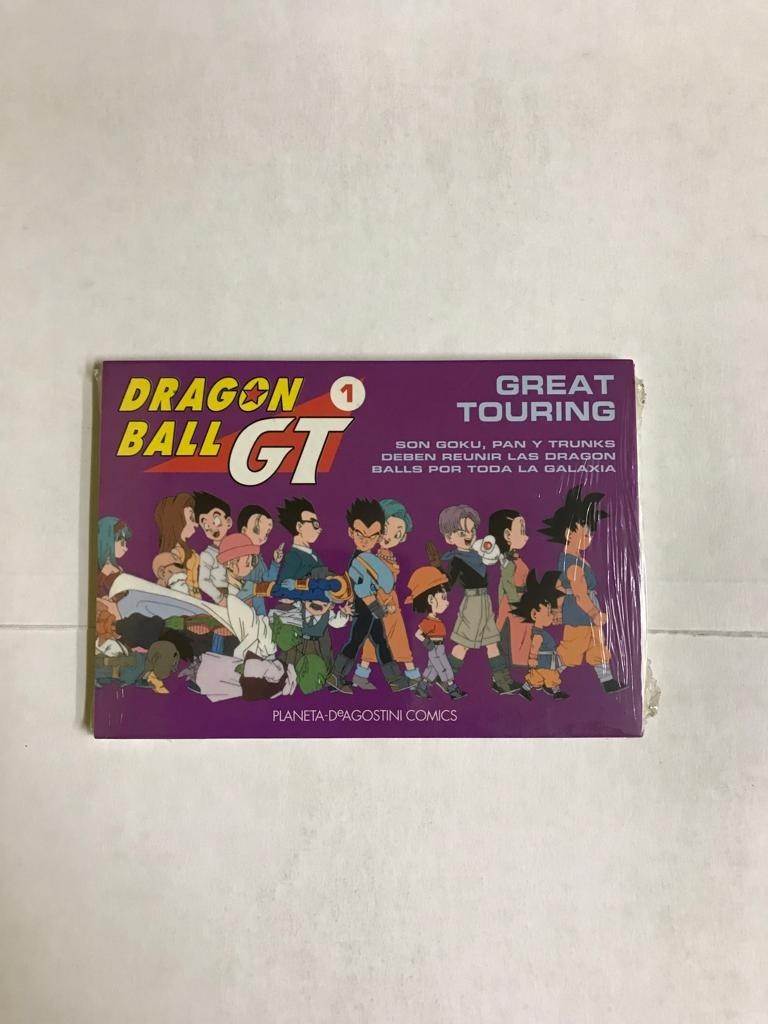 DRAGON
BALL GT
1
GREAT
TOURING
SON GOKU, PAN Y TRUNKS
DEBEN REUNIR LAS DRAGON
BALLS POR TODA LA GALAXIA
PLANETA-DeAGOSTINI COMICS